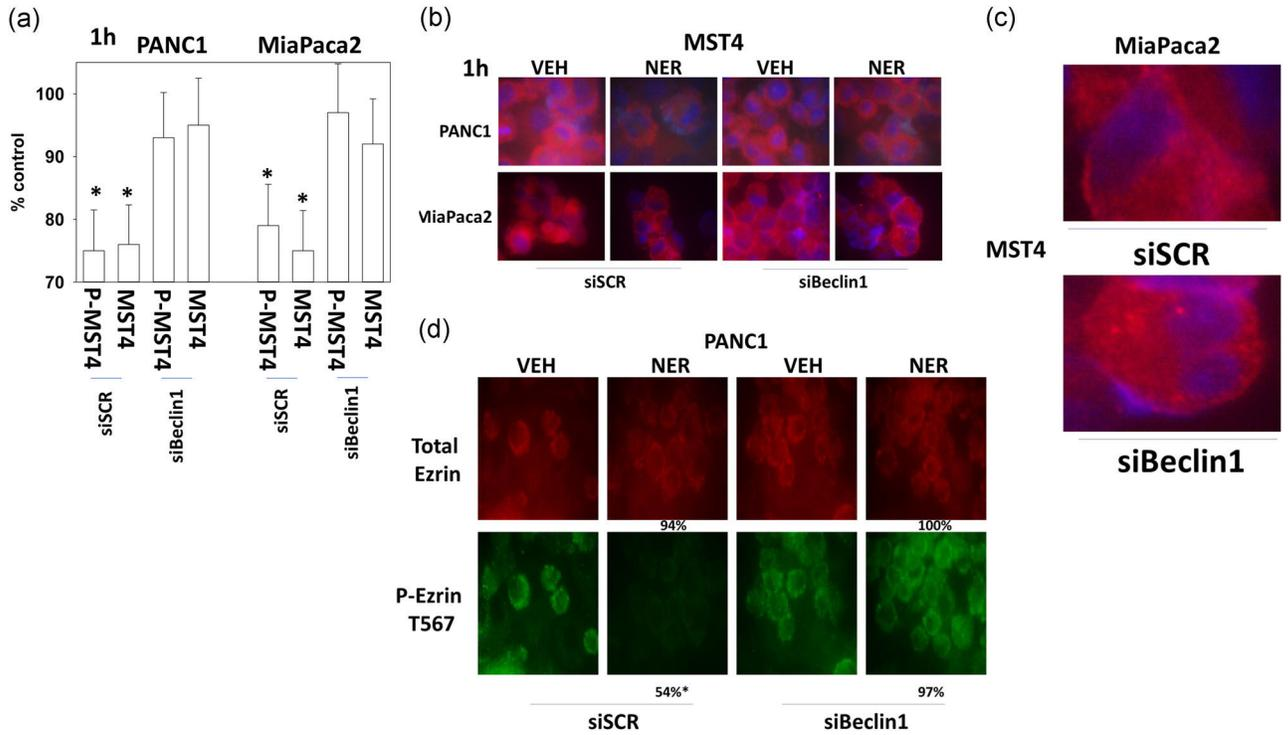 (a)
1h PANC1 MiaPaca2
% control
100
90
80
70
* * * *
P-MST4 MST4 P-MST4 MST4 P-MST4 MST4 P-MST4 MST4
siSCR siBeclin1 siSCR siBeclin1
(b)
MST4
1h VEH NER VEH NER
PANC1
MiaPaca2
siSCR siBeclin1
(c)
MiaPaca2
MST4
siSCR
siBeclin1
(d)
PANC1
VEH NER VEH NER
Total
Ezrin
94% 100%
P-Ezrin
T567
54%* 97%
siSCR siBeclin1